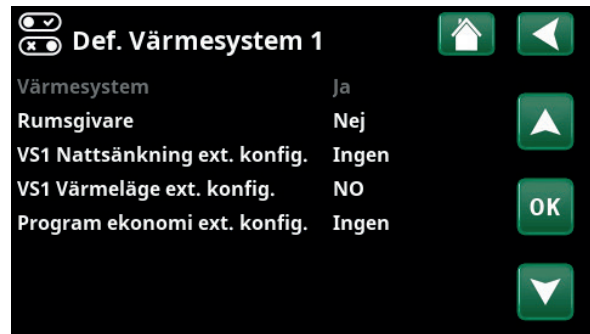 Def. Värmesystem 1
Värmesystem Ja
Rumsgivare Nej
VS1 Nattsänkning ext. konfig. Ingen
VS1 Värmeläge ext. konfig. NO
Program ekonomi ext. konfig. Ingen
OK